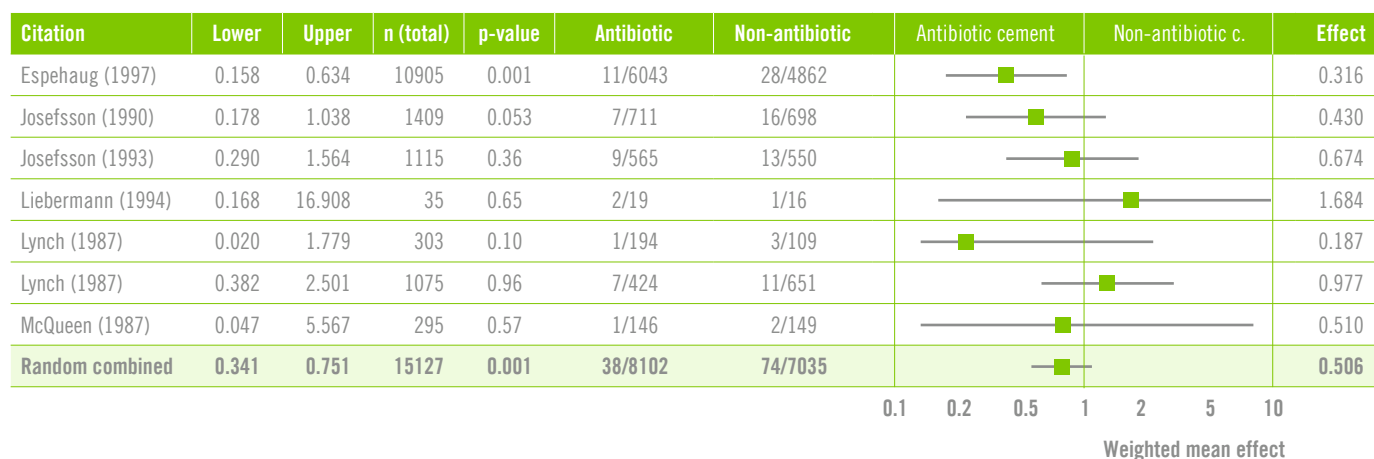 Citation Lower Upper n (total) p-value Antibiotic Non-antibiotic Antibiotic cement Non-antibiotic c. Effect
Espehaug (1997) 0.158 0.634 10905 0.001 11/6043 28/4862 0.316
Josefsson (1990) 0.178 1.038 1409 0.053 7/711 16/698 0.430
Josefsson (1993) 0.290 1.564 1115 0.36 9/565 13/550 0.674
Liebermann (1994) 0.168 16.908 35 0.65 2/19 1/16 1.684
Lynch (1987) 0.020 1.779 303 0.10 1/194 3/109 0.187
Lynch (1987) 0.382 2.501 1075 0.96 7/424 11/651 0.977
McQueen (1987) 0.047 5.567 295 0.57 1/146 2/149 0.510
Random combined 0.341 0.751 15127 0.001 38/8102 74/7035 0.506
0.1 0.2 0.5 1 2 5 10
Weighted mean effect